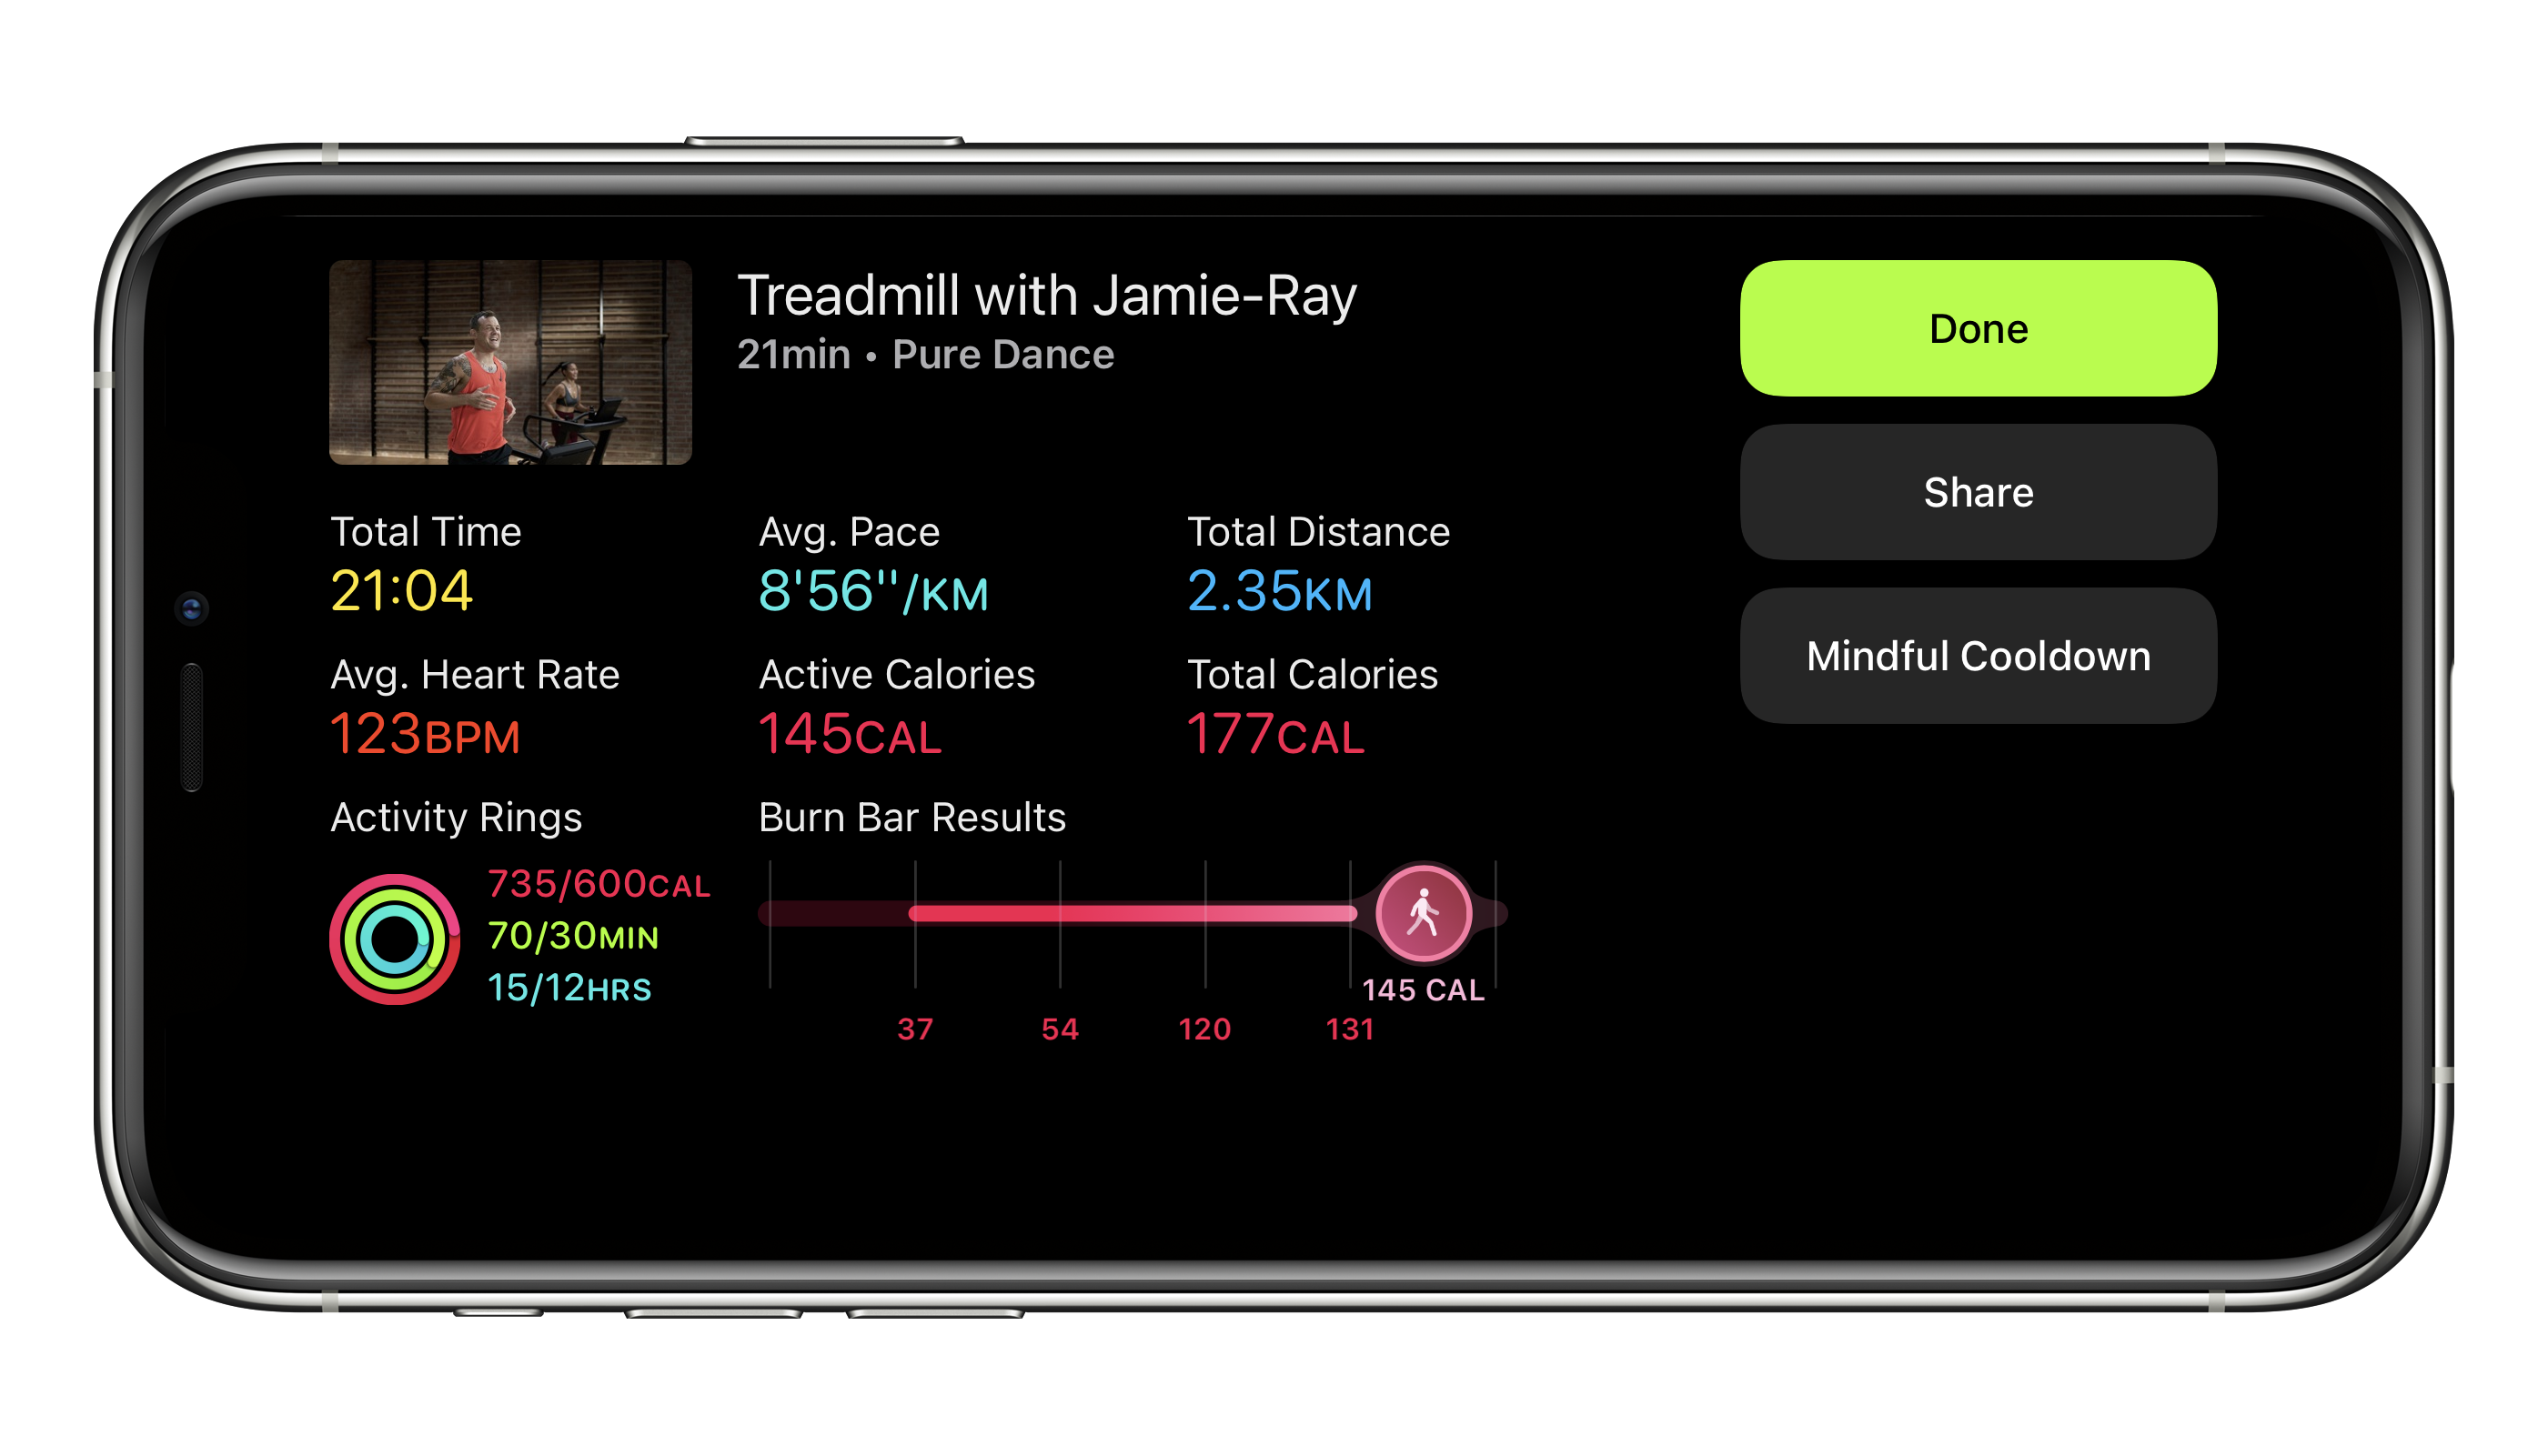 Treadmill with Jamie-Ray
21min • Pure Dance
Done
Share
Mindful Cooldown
Total Time
21:04
Avg. Pace
8'56''/KM
Total Distance
2.35KM
Avg. Heart Rate
123BPM
Active Calories
145CAL
Total Calories
177CAL
Activity Rings
735/600CAL
70/30MIN
15/12HRS
Burn Bar Results
145 CAL
37 54 120 131